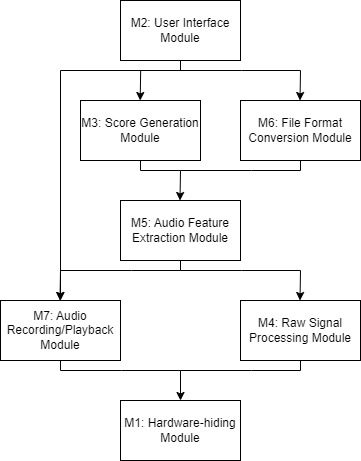 M2: User Interface
Module
M3: Score Generation
Module
M6: File Format
Conversion Module
M5: Audio Feature
Extraction Module
M7: Audio
Recording/Playback
Module
M4: Raw Signal
Processing Module
M1: Hardware-hiding
Module